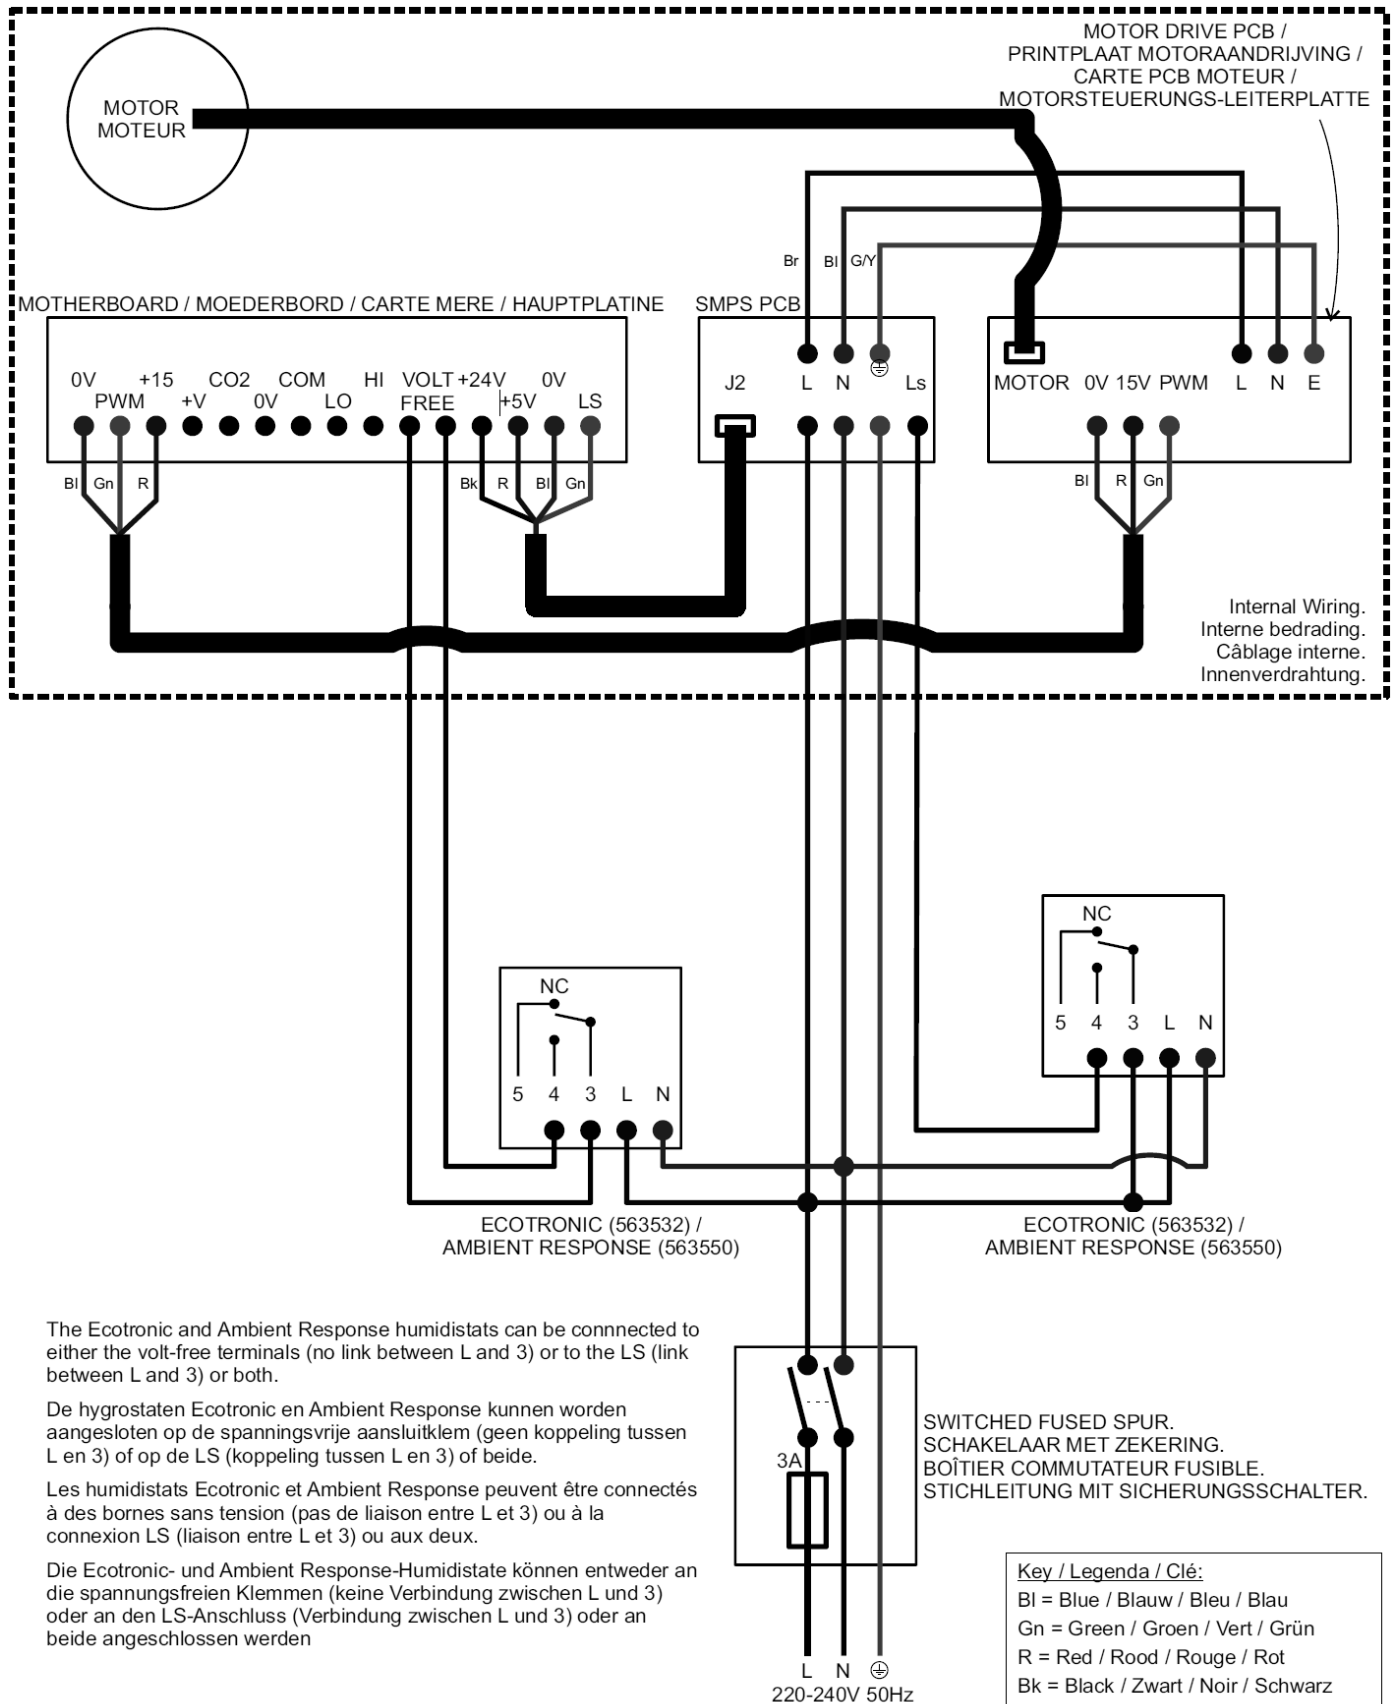 MOTOR DRIVE PCB /
PRINTPLAAT MOTORAANDRIJVING /
CARTE PCB MOTEUR /
MOTORSTEUERUNGS-LEITERPLATTE
MOTOR
MOTEUR
Br
Bl
G/Y
MOTHERBOARD / MOEDERBORD / CARTE MERE / HAUPTPLATINE
SMPS PCB
0V +15 CO2 COM HI VOLT +24V 0V
PWM +V 0V LO FREE +5V LS
J2 L N Ls
MOTOR 0V 15V PWM L N E
Bl Gn R
Bk R Bl Gn
Bl R Gn
Internal Wiring.
Interne bedrading.
Câblage interne.
Innenverdrahtung.
NC
5 4 3 L N
NC
5 4 3 L N
ECOTRONIC (563532) /
AMBIENT RESPONSE (563550)
ECOTRONIC (563532) /
AMBIENT RESPONSE (563550)
The Ecotronic and Ambient Response humidistats can be connnected to
either the volt-free terminals (no link between L and 3) or to the LS (link
between L and 3) or both.
De hygrostaten Ecotronic en Ambient Response kunnen worden
aangesloten op de spanningsvrije aansluitklem (geen koppeling tussen
L en 3) of op de LS (koppeling tussen L en 3) of beide.
Les humidistats Ecotronic et Ambient Response peuvent être connectés
à des bornes sans tension (pas de liaison entre L et 3) ou à la
connexion LS (liaison entre L et 3) ou aux deux.
Die Ecotronic- und Ambient Response-Humidistate können entweder an
die spannungsfreien Klemmen (keine Verbindung zwischen L und 3)
oder an den LS-Anschluss (Verbindung zwischen L und 3) oder an
beide angeschlossen werden
3A
SWITCHED FUSED SPUR.
SCHAKELAAR MET ZEKERING.
BOÎTIER COMMUTATEUR FUSIBLE.
STICHLEITUNG MIT SICHERUNGSSCHALTER.
L N
220-240V 50Hz
Key / Legenda / Clé:
Bl = Blue / Blauw / Bleu / Blau
Gn = Green / Groen / Vert / Grün
R = Red / Rood / Rouge / Rot
Bk = Black / Zwart / Noir / Schwarz